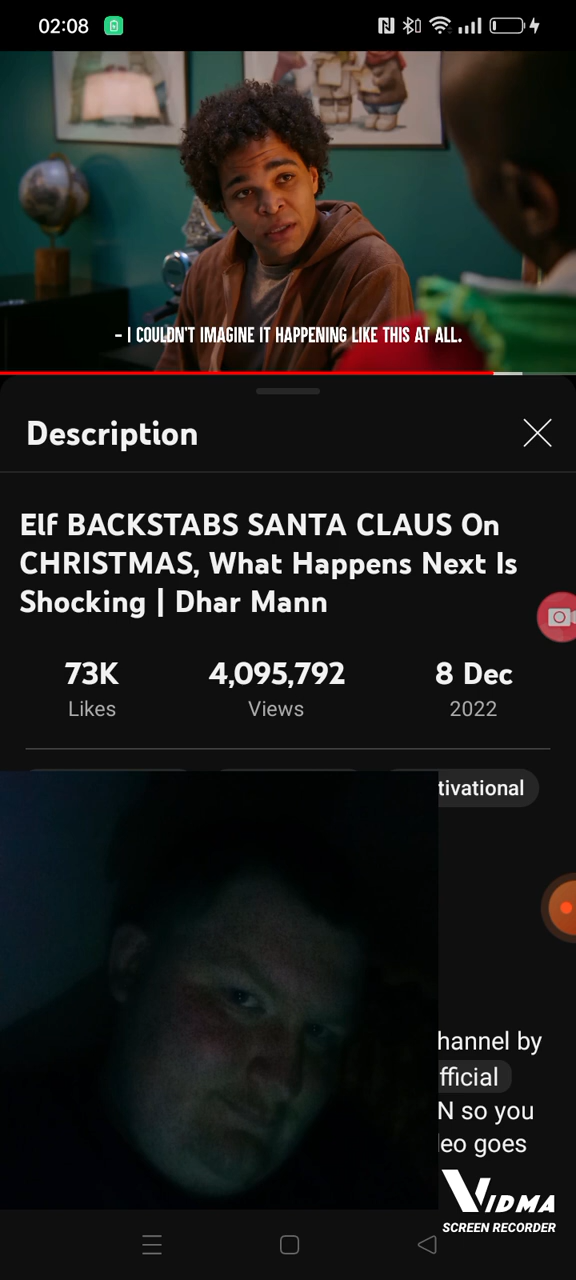 02:08
- I COULDN'T IMAGINE IT HAPPENING LIKE THIS AT ALL.
Description
Elf BACKSTABS SANTA CLAUS On
CHRISTMAS, What Happens Next Is
Shocking | Dhar Mann
73K 4,095,792 8 Dec
Likes Views 2022
tivational
hannel by
fficial
N so you
leo goes
VIDMA
SCREEN RECORDER